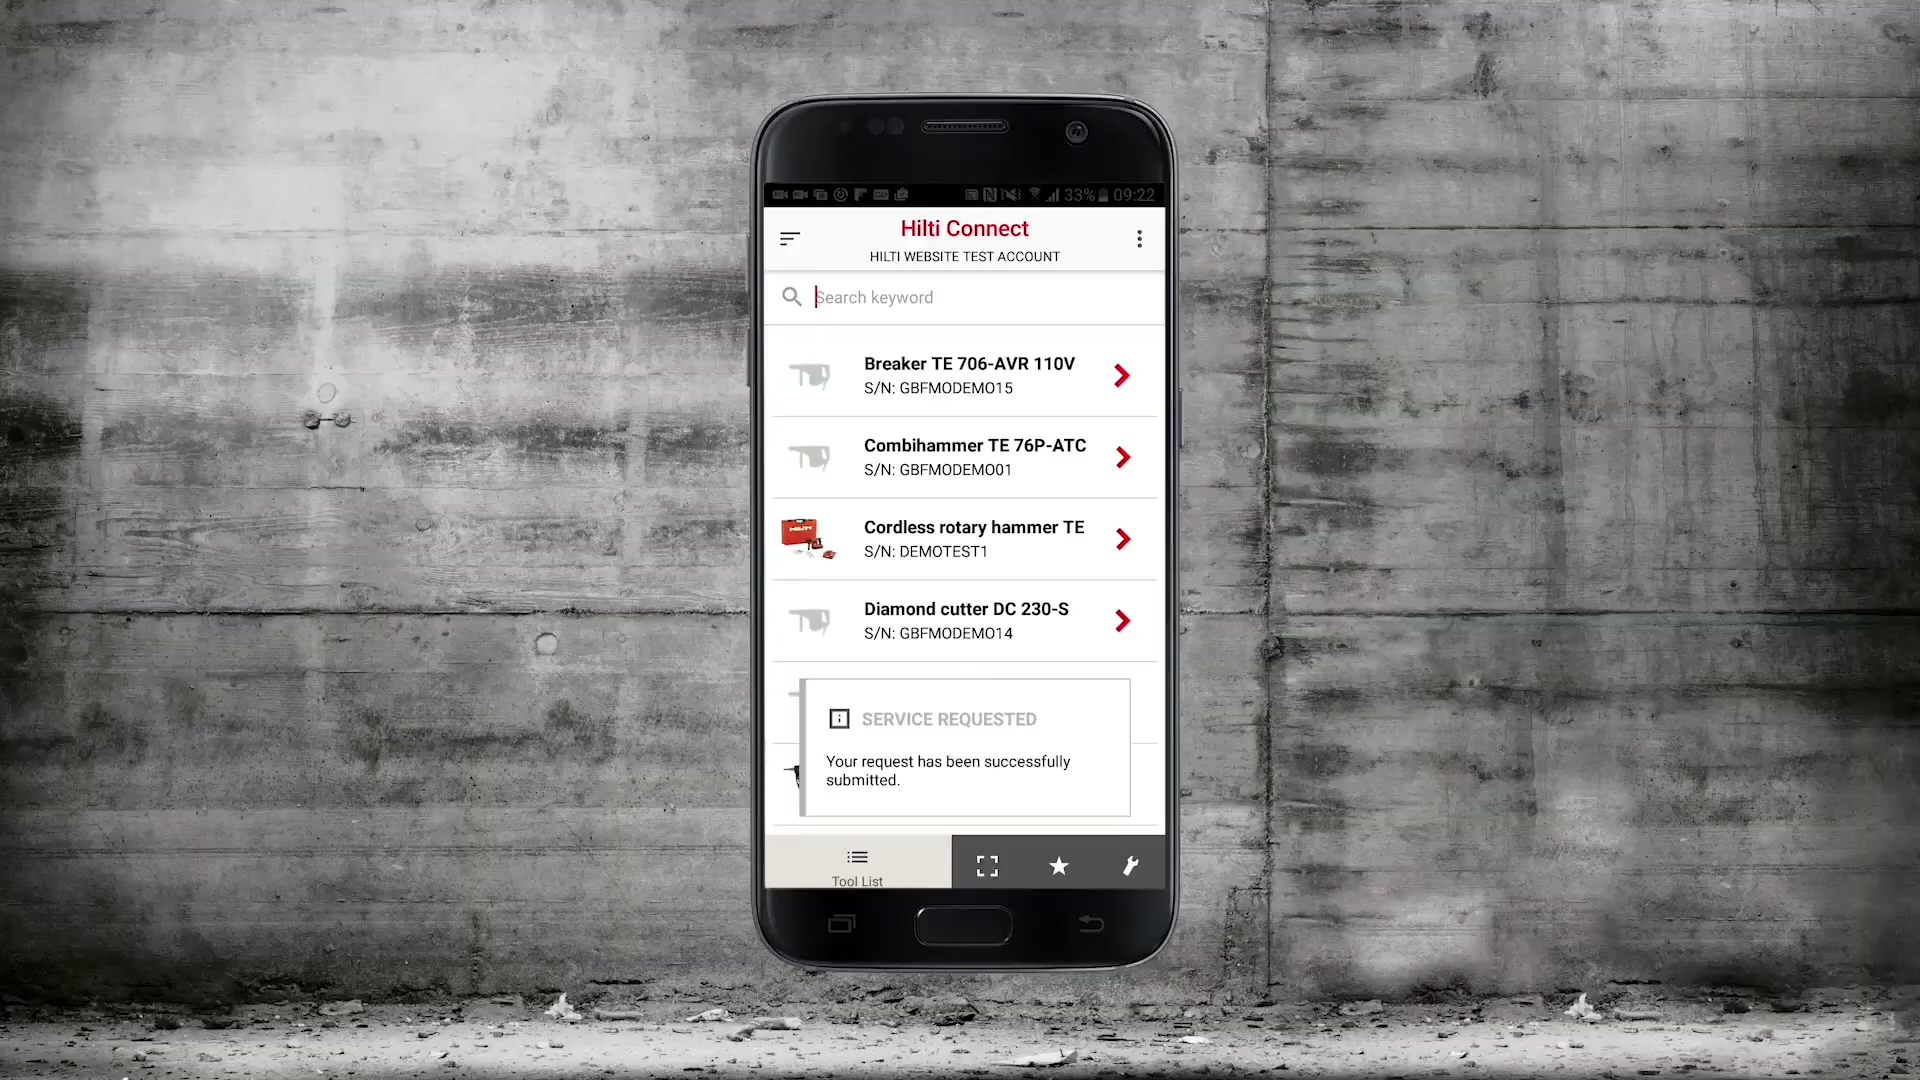 33% 09:22
Hilti Connect
HILTI WEBSITE TEST ACCOUNT
Search keyword
Breaker TE 706-AVR 110V
S/N: GBFMODEMO15
Combihammer TE 76P-ATC
S/N: GBFMODEMO01
HILTI
Cordless rotary hammer TE
S/N: DEMOTEST1
Diamond cutter DC 230-S
S/N: GBFMODEMO14
SERVICE REQUESTED
Your request has been successfully
submitted.
Tool List